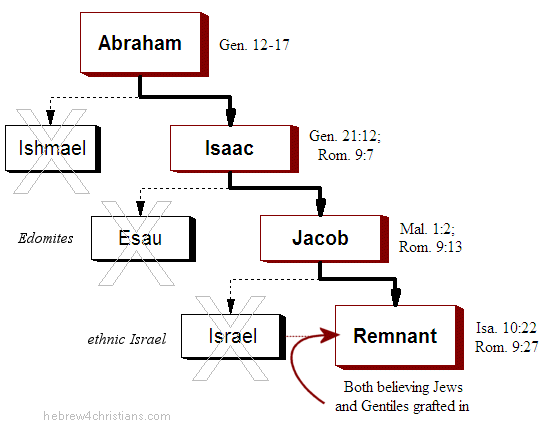 Abraham
Gen. 12-17
Ishmael
Isaac
Gen. 21:12;
Rom. 9:7
Edomites
Esau
Jacob
Mal. 1:2;
Rom. 9:13
ethnic Israel
Israel
Remnant
Isa. 10:22
Rom. 9:27
Both believing Jews
and Gentiles grafted in
hebrew4christians.com